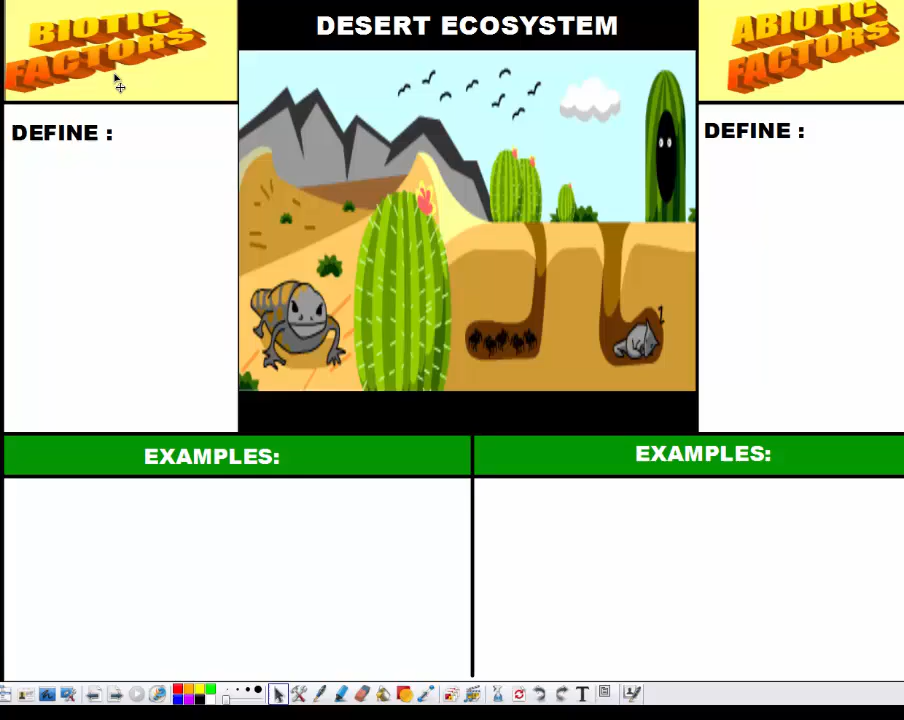 BIOTIC
FACTORS
DESERT ECOSYSTEM
ABIOTIC
FACTORS
DEFINE :
DEFINE :
EXAMPLES:
EXAMPLES: